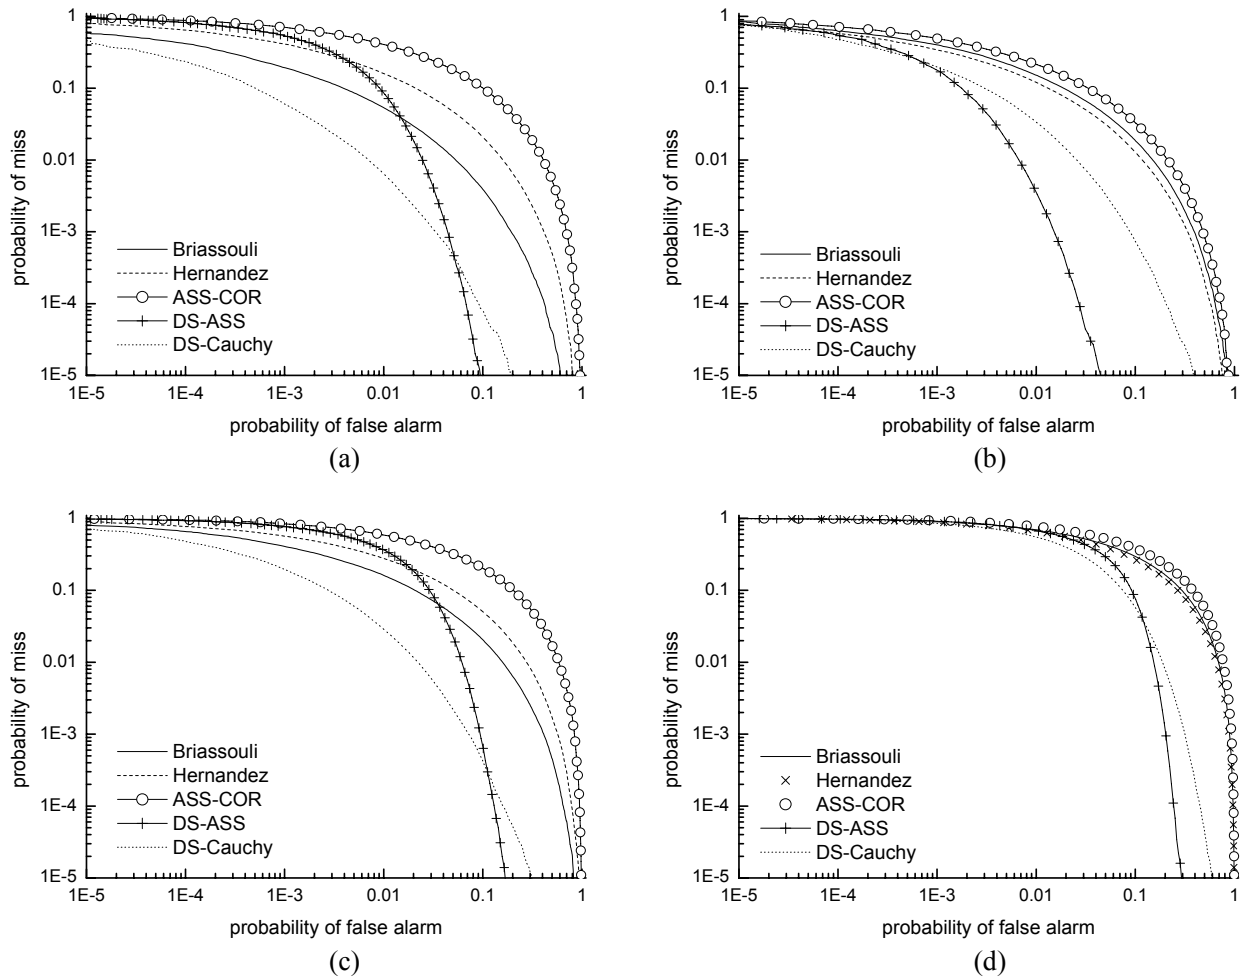 1
0.1
0.01
1E-3
1E-4
1E-5
probability of miss
Briassouli
Hernandez
ASS-COR
DS-ASS
DS-Cauchy
1E-5 1E-4 1E-3 0.01 0.1 1
probability of false alarm
(a)
1
0.1
0.01
1E-3
1E-4
1E-5
probability of miss
Briassouli
Hernandez
ASS-COR
DS-ASS
DS-Cauchy
1E-5 1E-4 1E-3 0.01 0.1 1
probability of false alarm
(b)
1
0.1
0.01
1E-3
1E-4
1E-5
probability of miss
Briassouli
Hernandez
ASS-COR
DS-ASS
DS-Cauchy
1E-5 1E-4 1E-3 0.01 0.1 1
probability of false alarm
(c)
1
0.1
0.01
1E-3
1E-4
1E-5
probability of miss
Briassouli
Hernandez
ASS-COR
DS-ASS
DS-Cauchy
1E-5 1E-4 1E-3 0.01 0.1 1
probability of false alarm
(d)